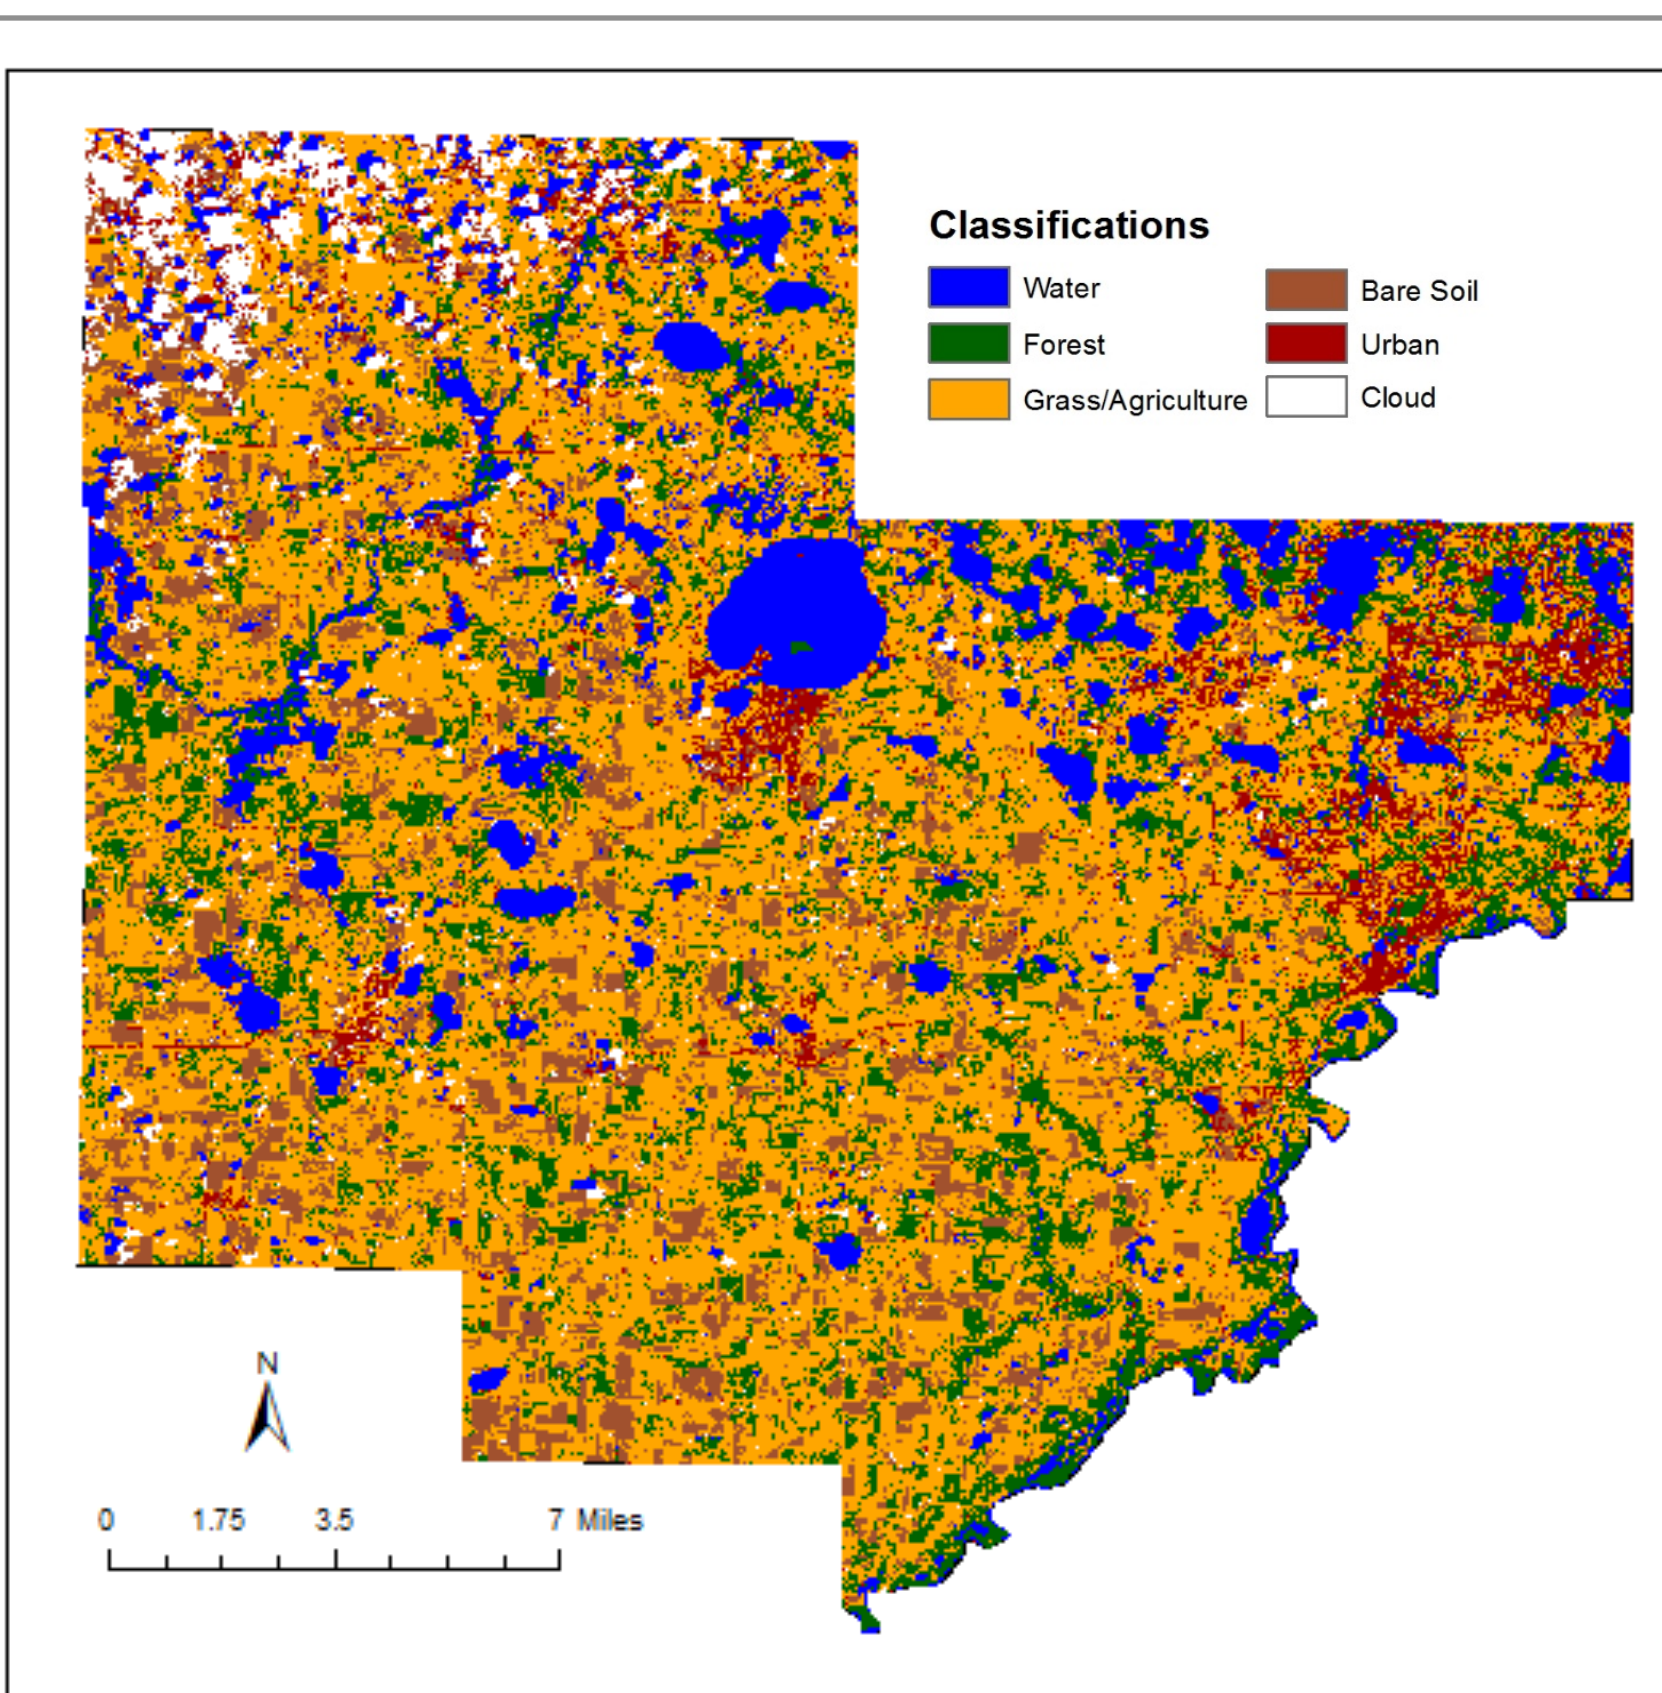 Classifications
Water
Bare Soil
Forest
Urban
Grass/Agriculture
Cloud
N
0 1.75 3.5 7 Miles